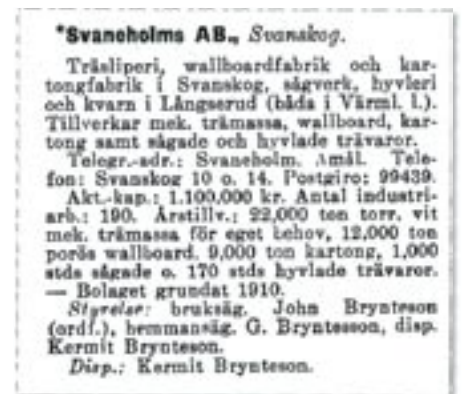 *Svaneholms AB., Svanskog.
Träsliperi, wallboardfabrik och kar-
tongfabrik i Svanskog, sågverk, hyvleri
och kvarn i Långserud (båda i Värml. l.).
Tillverkar mek. trämassa, wallboard, kar-
tong samt sågade och hyvlade trävaror.
Telegr.-adr.: Svaneholm. Åmål. Tele-
fon: Svanskog 10 o. 14. Postgiro: 99439.
Akt.-kap.: 1.100,000 kr. Antal industri-
arb.: 190. Årstillv.: 22,000 ton torr. vit
mek. trämassa för eget behov, 12,000 ton
porös wallboard. 9,000 ton kartong, 1,000
stds sågade o. 170 stds hyvlade trävaror.
— Bolaget grundat 1910.
Styrelse: bruksäg. John Brynteson
(ordf.), hemmansäg. G. Bryntesson, disp.
Kermit Brynteson.
Disp.: Kermit Brynteson.